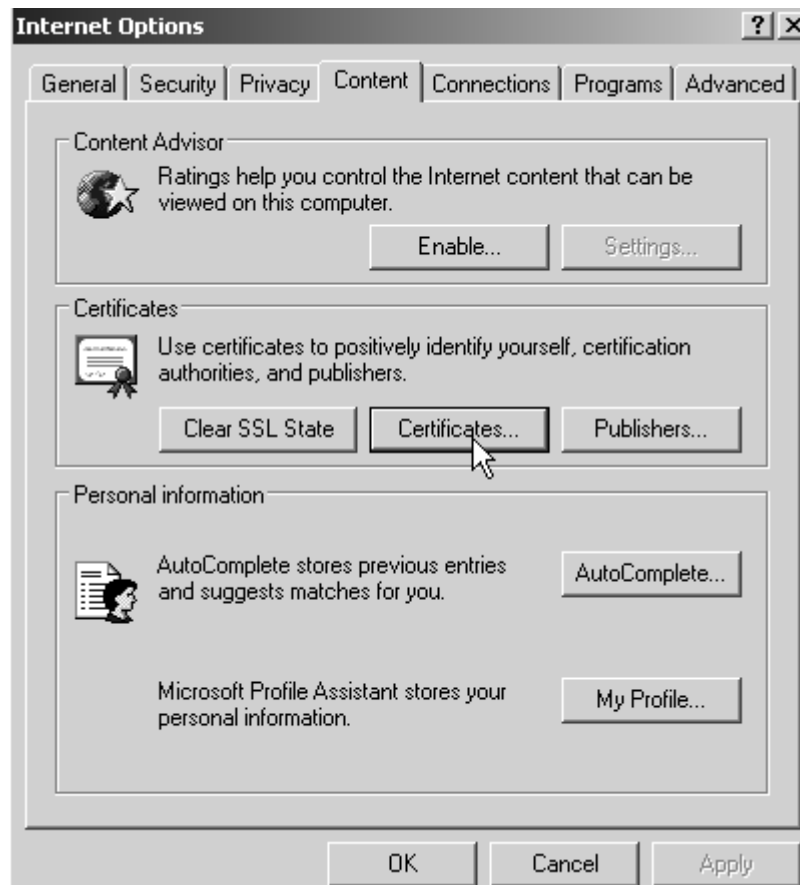 Internet Options
General Security Privacy Content Connections Programs Advanced
Content Advisor
Ratings help you control the Internet content that can be
viewed on this computer.
Enable... Settings...
Certificates
Use certificates to positively identify yourself, certification
authorities, and publishers.
Clear SSL State Certificates... Publishers...
Personal information
AutoComplete stores previous entries
and suggests matches for you.
AutoComplete...
Microsoft Profile Assistant stores your
personal information.
My Profile...
OK Cancel Apply